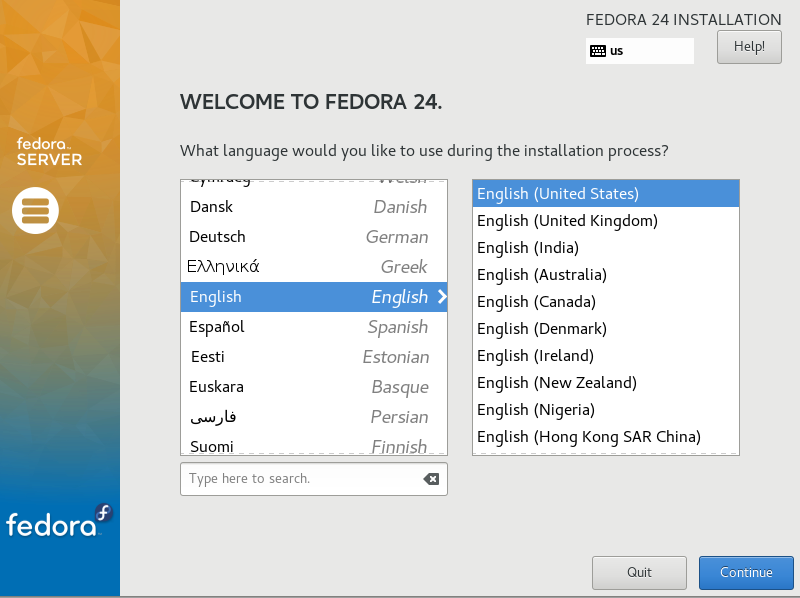 FEDORA 24 INSTALLATION
us
Help!
fedora
SERVER
WELCOME TO FEDORA 24.
What language would you like to use during the installation process?
Cymraeg Welsh
Dansk Danish
Deutsch German
Ελληνικά Greek
English English
Español Spanish
Eesti Estonian
Euskara Basque
فارسی Persian
Suomi Finnish
Type here to search.
English (United States)
English (United Kingdom)
English (India)
English (Australia)
English (Canada)
English (Denmark)
English (Ireland)
English (New Zealand)
English (Nigeria)
English (Hong Kong SAR China)
fedora
Quit
Continue